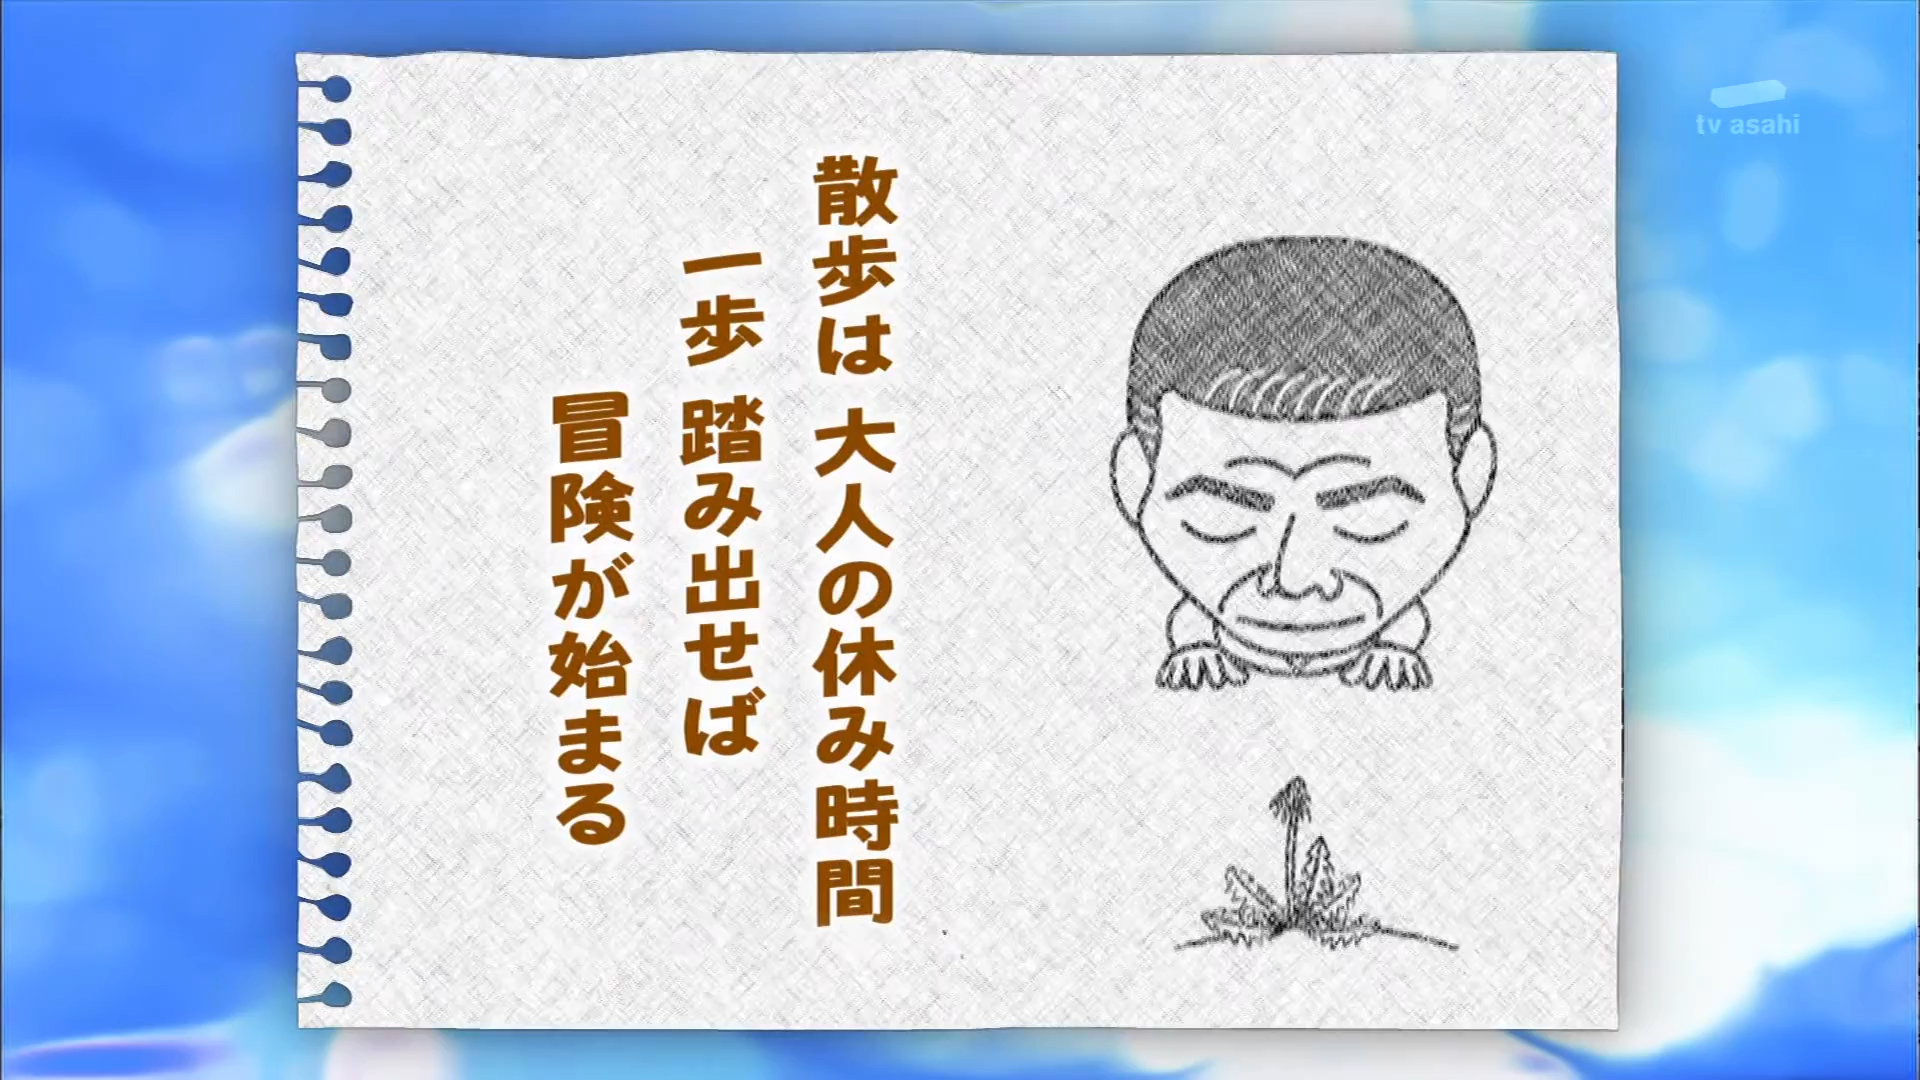 散歩は 大人の休み時間
一歩 踏み出せば
冒険が始まる
tv asahi